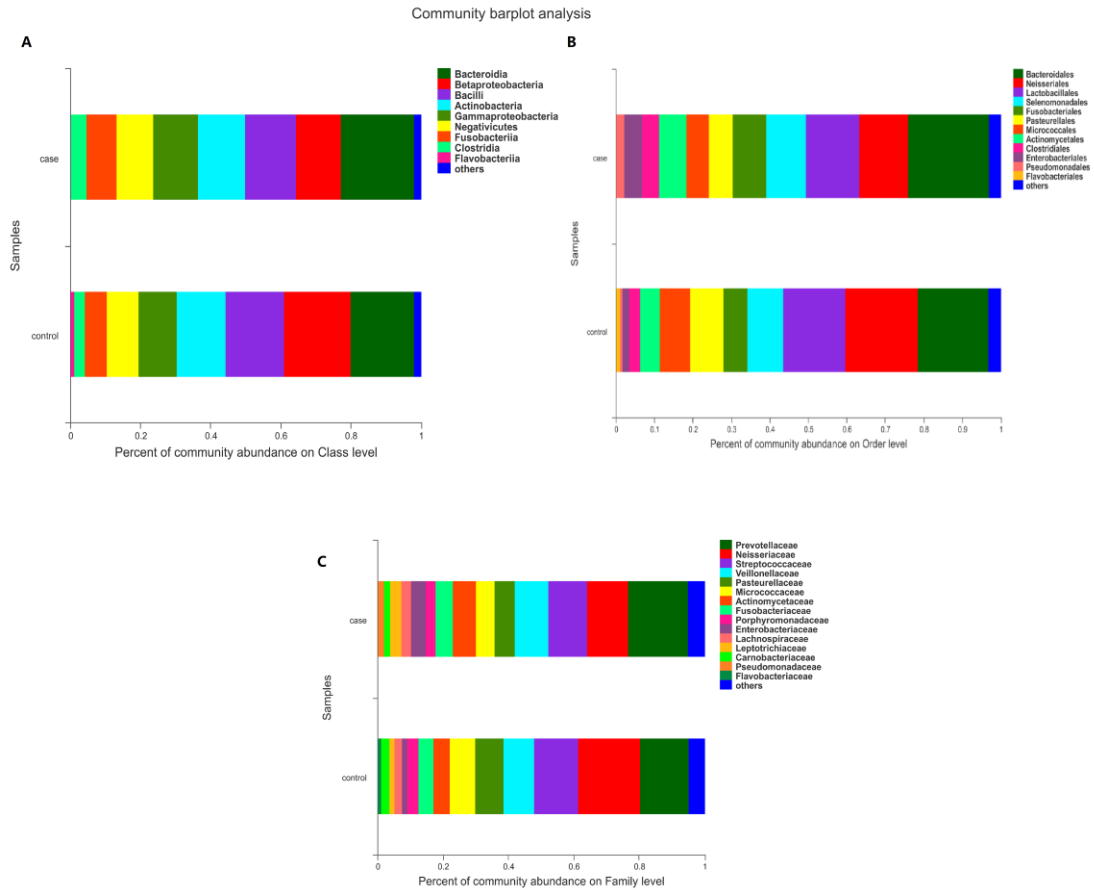 Community barplot analysis
A
case
control
Samples
0 0.2 0.4 0.6 0.8 1
Percent of community abundance on Class level
Bacteroidia
Betaproteobacteria
Bacilli
Actinobacteria
Gammaproteobacteria
Negativicutes
Fusobacteriia
Clostridia
Flavobacteriia
others
B
case
control
Samples
0 0.1 0.2 0.3 0.4 0.5 0.6 0.7 0.8 0.9 1
Percent of community abundance on Order level
Bacteroidales
Neisseriales
Lactobacillales
Selenomonadales
Fusobacteriales
Pasteurellales
Micrococcales
Actinomycetales
Clostridiales
Enterobacteriales
Pseudomonadales
Flavobacteriales
others
C
case
control
Samples
0 0.2 0.4 0.6 0.8 1
Percent of community abundance on Family level
Prevotellaceae
Neisseriaceae
Streptococcaceae
Veillonellaceae
Pasteurellaceae
Micrococcaceae
Actinomycetaceae
Fusobacteriaceae
Porphyromonadaceae
Enterobacteriaceae
Lachnospiraceae
Leptotrichiaceae
Carnobacteriaceae
Pseudomonadaceae
Flavobacteriaceae
others